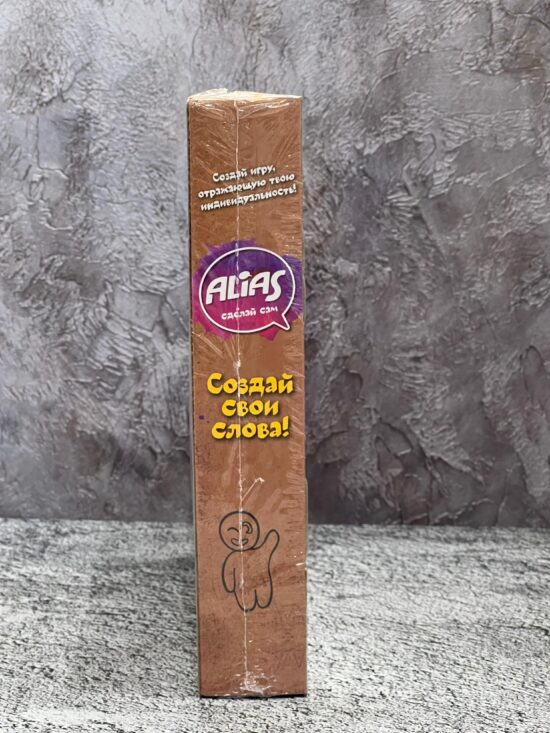 Создай игру,
отражающую твою
индивидуальность!
ALiAS
сделай сам
Создай
свои
слова!